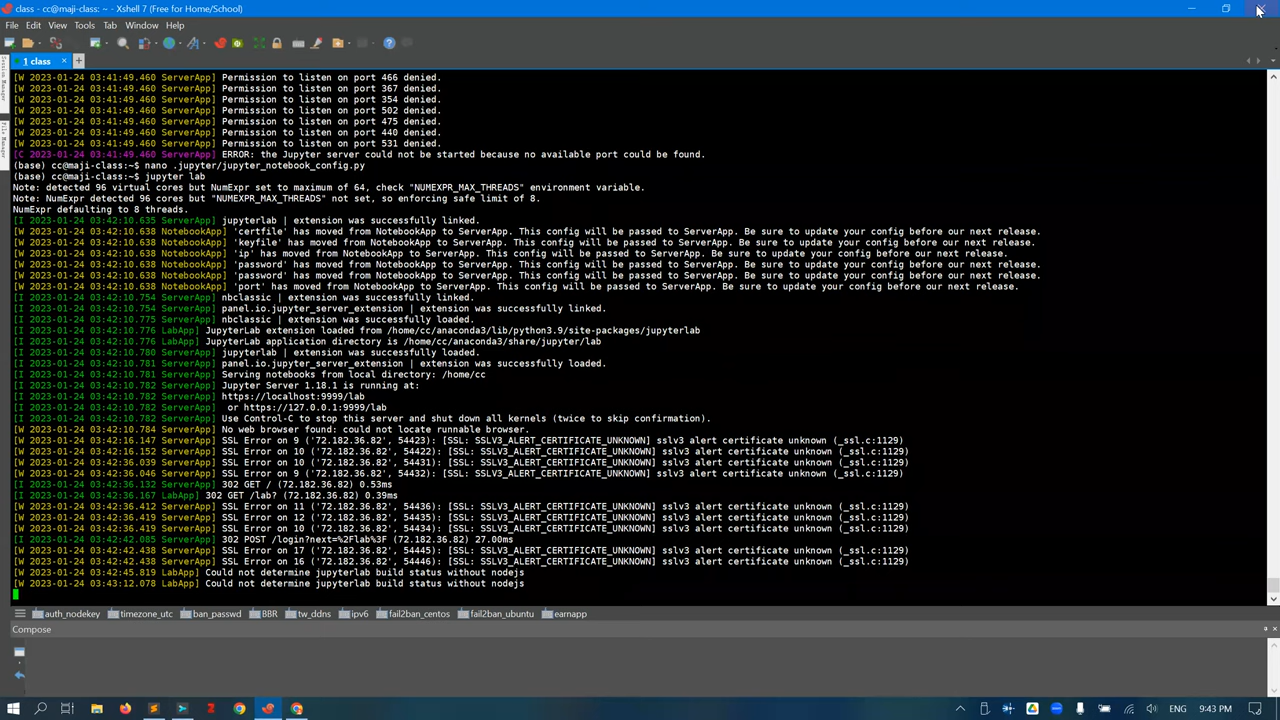 class - cc@maji-class: ~ - Xshell 7 (Free for Home/School)
File Edit View Tools Tab Window Help
1 class
Session Manager
File Manager
[W 2023-01-24 03:41:49.460 ServerApp] Permission to listen on port 466 denied.
[W 2023-01-24 03:41:49.460 ServerApp] Permission to listen on port 367 denied.
[W 2023-01-24 03:41:49.460 ServerApp] Permission to listen on port 354 denied.
[W 2023-01-24 03:41:49.460 ServerApp] Permission to listen on port 502 denied.
[W 2023-01-24 03:41:49.460 ServerApp] Permission to listen on port 475 denied.
[W 2023-01-24 03:41:49.460 ServerApp] Permission to listen on port 440 denied.
[W 2023-01-24 03:41:49.460 ServerApp] Permission to listen on port 531 denied.
[C 2023-01-24 03:41:49.460 ServerApp] ERROR: the Jupyter server could not be started because no available port could be found.
(base) cc@maji-class:~$ nano .jupyter/jupyter_notebook_config.py
(base) cc@maji-class:~$ jupyter lab
Note: detected 96 virtual cores but NumExpr set to maximum of 64, check "NUMEXPR_MAX_THREADS" environment variable.
Note: NumExpr detected 96 cores but "NUMEXPR_MAX_THREADS" not set, so enforcing safe limit of 8.
NumExpr defaulting to 8 threads.
[I 2023-01-24 03:42:10.635 ServerApp] jupyterlab | extension was successfully linked.
[W 2023-01-24 03:42:10.638 NotebookApp] 'certfile' has moved from NotebookApp to ServerApp. This config will be passed to ServerApp. Be sure to update your config before our next release.
[W 2023-01-24 03:42:10.638 NotebookApp] 'keyfile' has moved from NotebookApp to ServerApp. This config will be passed to ServerApp. Be sure to update your config before our next release.
[W 2023-01-24 03:42:10.638 NotebookApp] 'ip' has moved from NotebookApp to ServerApp. This config will be passed to ServerApp. Be sure to update your config before our next release.
[W 2023-01-24 03:42:10.638 NotebookApp] 'password' has moved from NotebookApp to ServerApp. This config will be passed to ServerApp. Be sure to update your config before our next release.
[W 2023-01-24 03:42:10.638 NotebookApp] 'password' has moved from NotebookApp to ServerApp. This config will be passed to ServerApp. Be sure to update your config before our next release.
[W 2023-01-24 03:42:10.638 NotebookApp] 'port' has moved from NotebookApp to ServerApp. This config will be passed to ServerApp. Be sure to update your config before our next release.
[I 2023-01-24 03:42:10.754 ServerApp] nbclassic | extension was successfully linked.
[I 2023-01-24 03:42:10.754 ServerApp] panel.io.jupyter_server_extension | extension was successfully linked.
[I 2023-01-24 03:42:10.775 ServerApp] nbclassic | extension was successfully loaded.
[I 2023-01-24 03:42:10.776 LabApp] JupyterLab extension loaded from /home/cc/anaconda3/lib/python3.9/site-packages/jupyterlab
[I 2023-01-24 03:42:10.776 LabApp] JupyterLab application directory is /home/cc/anaconda3/share/jupyter/lab
[I 2023-01-24 03:42:10.780 ServerApp] jupyterlab | extension was successfully loaded.
[I 2023-01-24 03:42:10.781 ServerApp] panel.io.jupyter_server_extension | extension was successfully loaded.
[I 2023-01-24 03:42:10.781 ServerApp] Serving notebooks from local directory: /home/cc
[I 2023-01-24 03:42:10.782 ServerApp] Jupyter Server 1.18.1 is running at:
[I 2023-01-24 03:42:10.782 ServerApp] https://localhost:9999/lab
[I 2023-01-24 03:42:10.782 ServerApp]  or https://127.0.0.1:9999/lab
[I 2023-01-24 03:42:10.782 ServerApp] Use Control-C to stop this server and shut down all kernels (twice to skip confirmation).
[W 2023-01-24 03:42:10.784 ServerApp] No web browser found: could not locate runnable browser.
[W 2023-01-24 03:42:16.147 ServerApp] SSL Error on 9 ('72.182.36.82', 54423): [SSL: SSLV3_ALERT_CERTIFICATE_UNKNOWN] sslv3 alert certificate unknown (_ssl.c:1129)
[W 2023-01-24 03:42:16.152 ServerApp] SSL Error on 10 ('72.182.36.82', 54422): [SSL: SSLV3_ALERT_CERTIFICATE_UNKNOWN] sslv3 alert certificate unknown (_ssl.c:1129)
[W 2023-01-24 03:42:36.039 ServerApp] SSL Error on 10 ('72.182.36.82', 54431): [SSL: SSLV3_ALERT_CERTIFICATE_UNKNOWN] sslv3 alert certificate unknown (_ssl.c:1129)
[W 2023-01-24 03:42:36.046 ServerApp] SSL Error on 9 ('72.182.36.82', 54432): [SSL: SSLV3_ALERT_CERTIFICATE_UNKNOWN] sslv3 alert certificate unknown (_ssl.c:1129)
[I 2023-01-24 03:42:36.132 ServerApp] 302 GET / (72.182.36.82) 0.53ms
[I 2023-01-24 03:42:36.167 LabApp] 302 GET /lab? (72.182.36.82) 0.39ms
[W 2023-01-24 03:42:36.412 ServerApp] SSL Error on 11 ('72.182.36.82', 54436): [SSL: SSLV3_ALERT_CERTIFICATE_UNKNOWN] sslv3 alert certificate unknown (_ssl.c:1129)
[W 2023-01-24 03:42:36.419 ServerApp] SSL Error on 12 ('72.182.36.82', 54435): [SSL: SSLV3_ALERT_CERTIFICATE_UNKNOWN] sslv3 alert certificate unknown (_ssl.c:1129)
[W 2023-01-24 03:42:36.419 ServerApp] SSL Error on 10 ('72.182.36.82', 54434): [SSL: SSLV3_ALERT_CERTIFICATE_UNKNOWN] sslv3 alert certificate unknown (_ssl.c:1129)
[I 2023-01-24 03:42:42.085 ServerApp] 302 POST /login?next=%2Flab%3F (72.182.36.82) 27.00ms
[W 2023-01-24 03:42:42.438 ServerApp] SSL Error on 17 ('72.182.36.82', 54445): [SSL: SSLV3_ALERT_CERTIFICATE_UNKNOWN] sslv3 alert certificate unknown (_ssl.c:1129)
[W 2023-01-24 03:42:42.438 ServerApp] SSL Error on 16 ('72.182.36.82', 54446): [SSL: SSLV3_ALERT_CERTIFICATE_UNKNOWN] sslv3 alert certificate unknown (_ssl.c:1129)
[W 2023-01-24 03:42:45.819 LabApp] Could not determine jupyterlab build status without nodejs
[W 2023-01-24 03:43:12.078 LabApp] Could not determine jupyterlab build status without nodejs
auth_nodekey timezone_utc ban_passwd BBR tw_ddns ipv6 fail2ban_centos fail2ban_ubuntu earnapp
Compose
ENG 9:43 PM